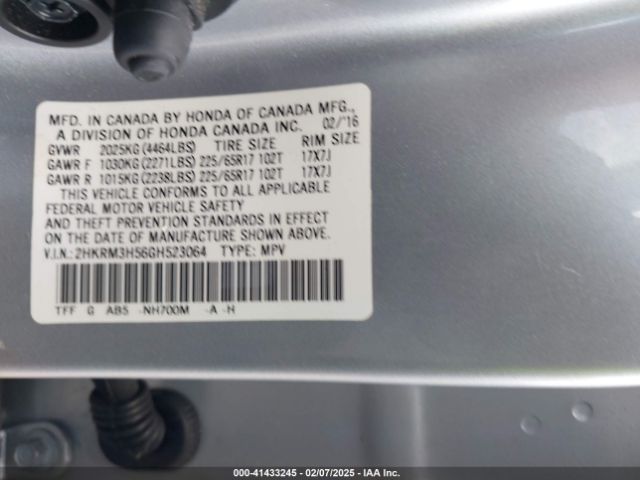 MFD. IN CANADA BY HONDA OF CANADA MFG.,
A DIVISION OF HONDA CANADA INC. 02/'16
GVWR 2025KG(4464LBS) TIRE SIZE RIM SIZE
GAWR F 1030KG(2271LBS) 225/65R17 102T 17X7J
GAWR R 1015KG(2238LBS) 225/65R17 102T 17X7J
THIS VEHICLE CONFORMS TO ALL APPLICABLE
FEDERAL MOTOR VEHICLE SAFETY
AND THEFT PREVENTION STANDARDS IN EFFECT
ON THE DATE OF MANUFACTURE SHOWN ABOVE.
V.I.N.: 2HKRM3H56GH523064 TYPE: MPV
TFF G AB5 -NH700M -A -H
000-41433245 - 02/07/2025 - IAA Inc.